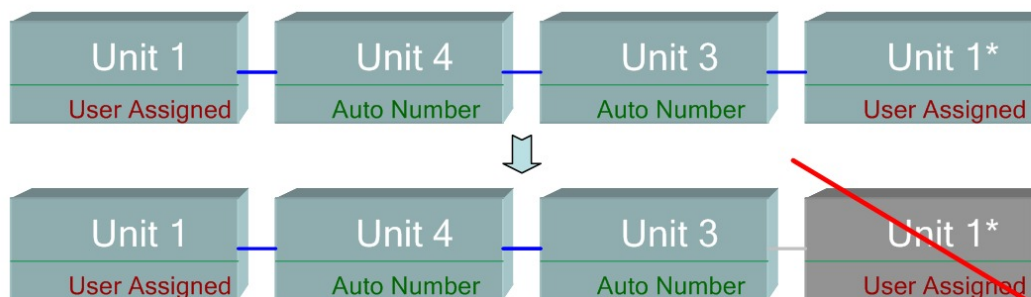 Unit 1 Unit 4 Unit 3 Unit 1*
User Assigned Auto Number Auto Number User Assigned
Unit 1 Unit 4 Unit 3 Unit 1*
User Assigned Auto Number Auto Number User Assigned